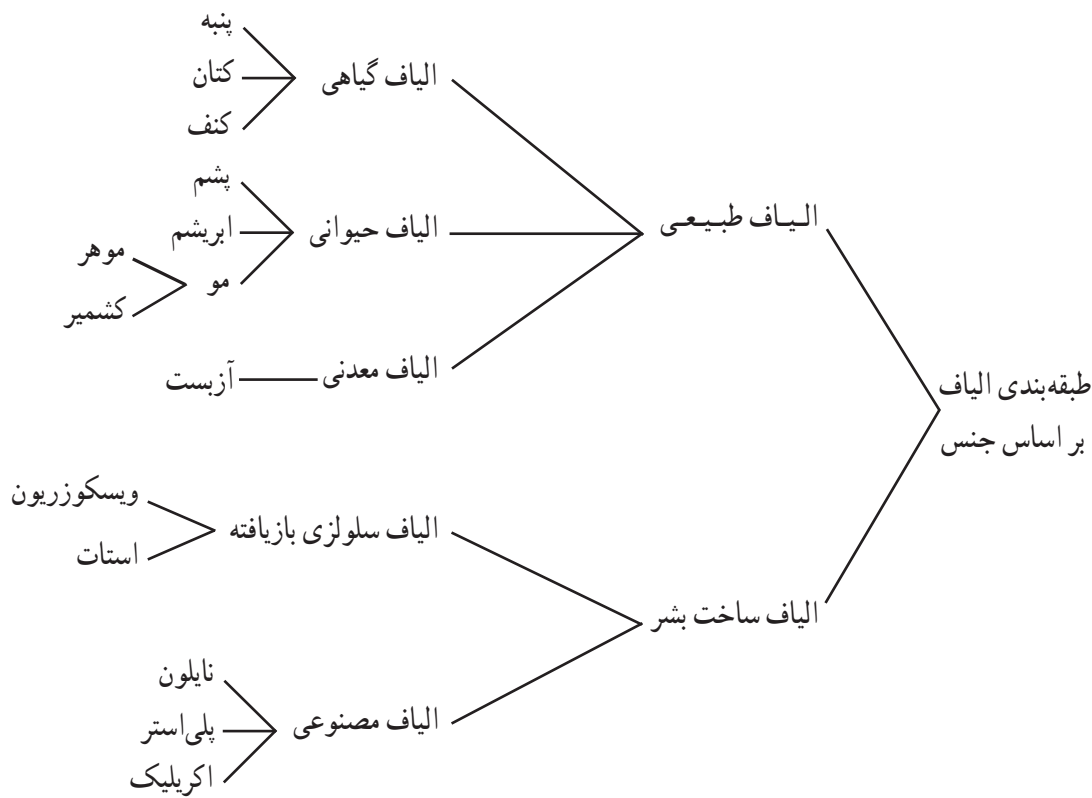 طبقه‌بندی الیاف
بر اساس جنس
الیاف طبیعی
الیاف گیاهی
پنبه
کتان
کنف
الیاف حیوانی
پشم
ابریشم
مو
موهر
کشمیر
الیاف معدنی
آزبست
الیاف ساخت بشر
الیاف سلولزی بازیافته
ویسکوزریون
استات
الیاف مصنوعی
نایلون
پلی‌استر
اکریلیک